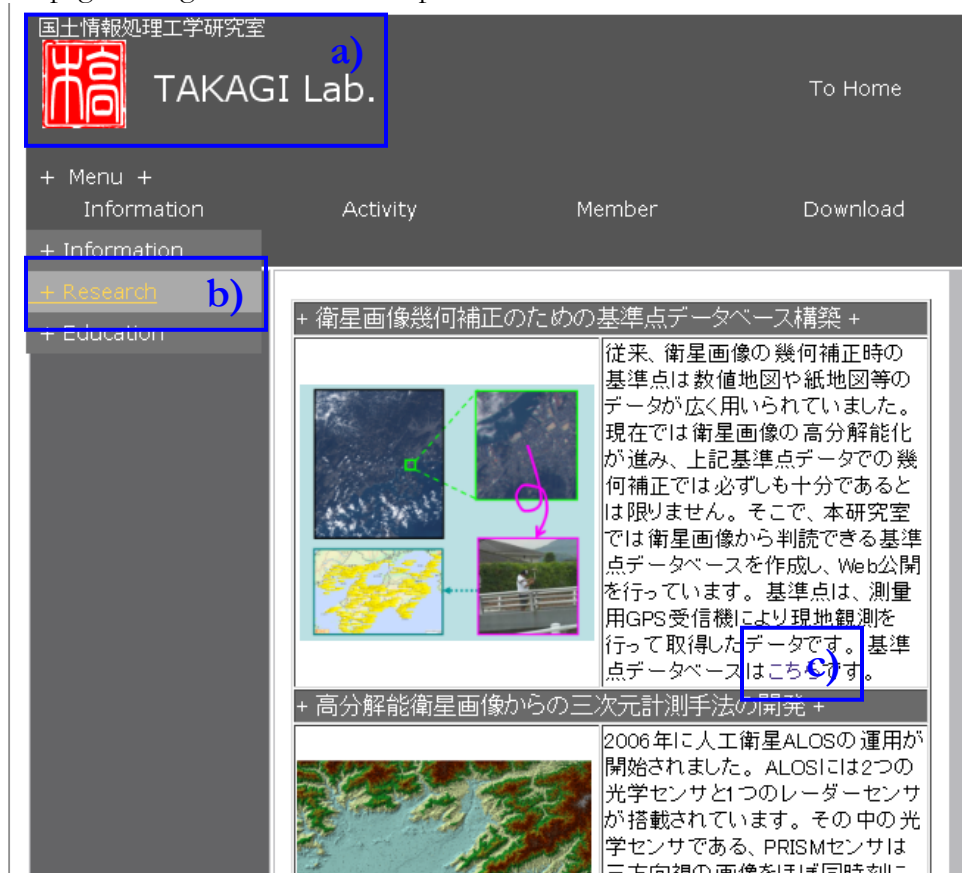 国土情報処理工学研究室
a)
TAKAGI Lab.
To Home
+ Menu +
Information Activity Member Download
+ Information
+ Research
b)
+ Education
+ 衛星画像幾何補正のための基準点データベース構築 +
従来、衛星画像の幾何補正時の
基準点は数値地図や紙地図等の
データが広く用いられていました。
現在では衛星画像の高分解能化
が進み、上記基準点データでの幾
何補正では必ずしも十分であると
は限りません。そこで、本研究室
では衛星画像から判読できる基準
点データベースを作成し、Web公開
を行っています。基準点は、測量
用GPS受信機により現地観測を
行って取得したデータです。基準
点データベースはこちらです。
c)
+ 高分解能衛星画像からの三次元計測手法の開発 +
2006年に人工衛星ALOSの運用が
開始されました。ALOSには2つの
光学センサと1つのレーダーセンサ
が搭載されています。その中の光
学センサである、PRISMセンサは
三方向視の画像をほぼ同時刻に